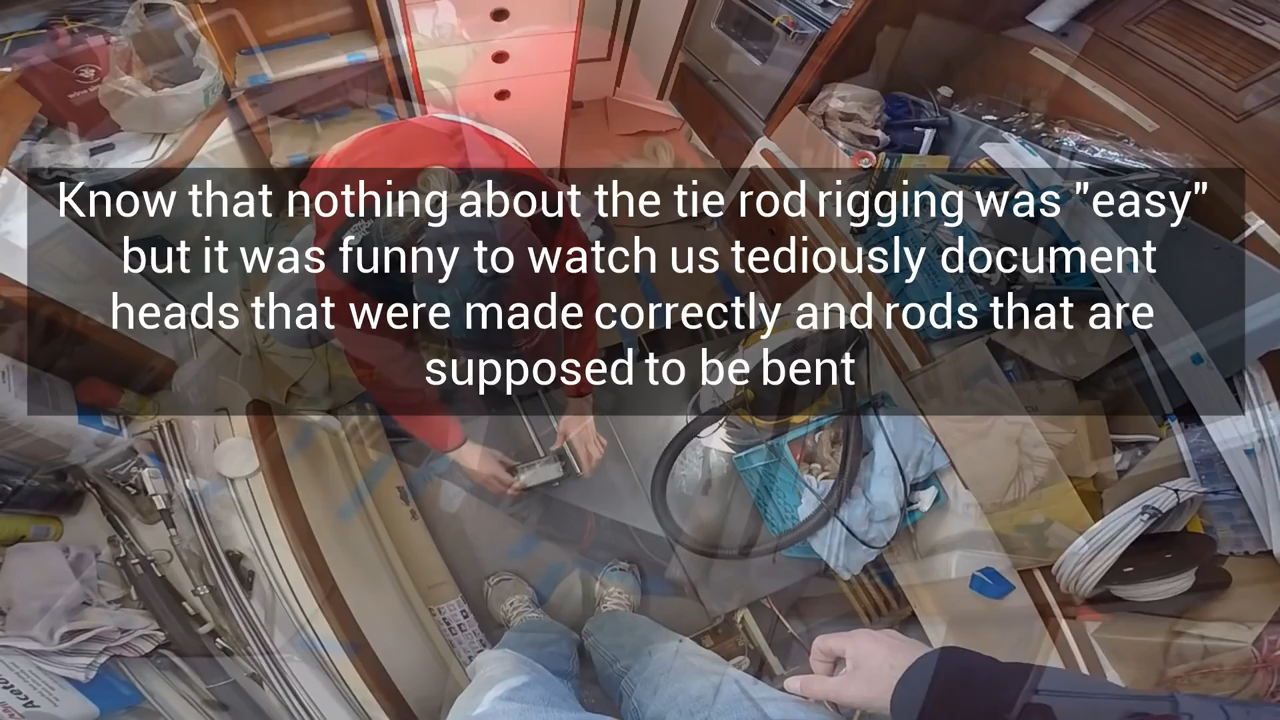 Know that nothing about the tie rod rigging was "easy"
but it was funny to watch us tediously document
heads that were made correctly and rods that are
supposed to be bent
Aceto